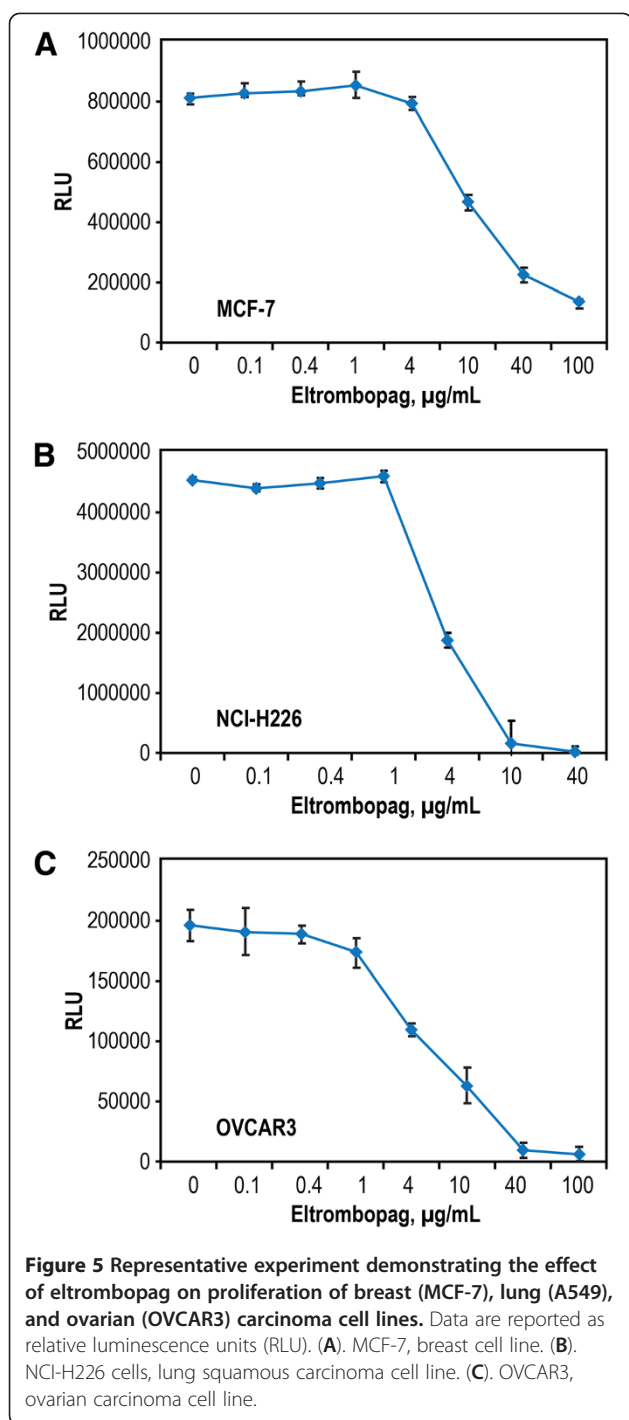 A
1000000
800000
600000
400000
200000
0
RLU
MCF-7
0 0.1 0.4 1 4 10 40 100
Eltrombopag, µg/mL
B
5000000
4000000
3000000
2000000
1000000
0
RLU
NCI-H226
0 0.1 0.4 1 4 10 40
Eltrombopag, µg/mL
C
250000
200000
150000
100000
50000
0
RLU
OVCAR3
0 0.1 0.4 1 4 10 40 100
Eltrombopag, µg/mL
Figure 5 Representative experiment demonstrating the effect
of eltrombopag on proliferation of breast (MCF-7), lung (A549),
and ovarian (OVCAR3) carcinoma cell lines. Data are reported as
relative luminescence units (RLU). (A). MCF-7, breast cell line. (B).
NCI-H226 cells, lung squamous carcinoma cell line. (C). OVCAR3,
ovarian carcinoma cell line.